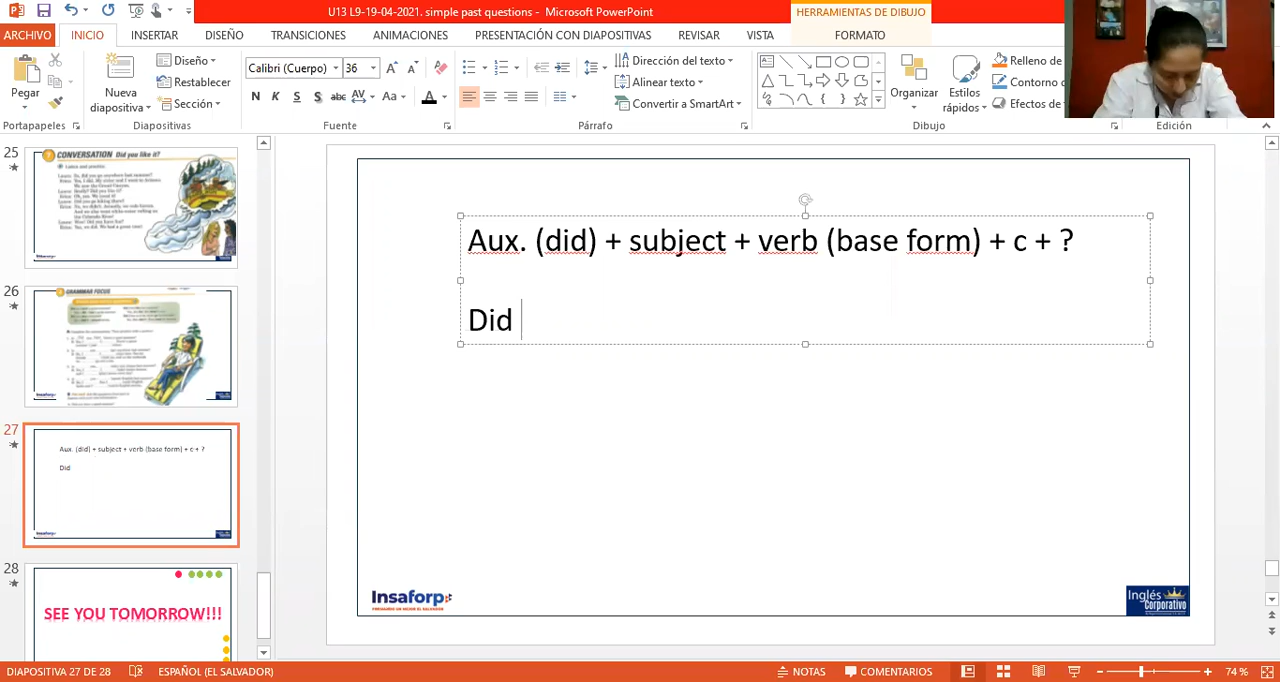 U13 L9-19-04-2021. simple past questions - Microsoft PowerPoint
HERRAMIENTAS DE DIBUJO
ARCHIVO INICIO INSERTAR DISEÑO TRANSICIONES ANIMACIONES PRESENTACIÓN CON DIAPOSITIVAS REVISAR VISTA FORMATO
Pegar
Nueva
diapositiva
Diseño
Restablecer
Sección
Calibri (Cuerpo) 36
N K S S abc AV Aa A
Dirección del texto
Alinear texto
Convertir a SmartArt
Organizar
Estilos
rápidos
Relleno de
Contorno
Efectos de
Portapapeles Diapositivas Fuente Párrafo Dibujo Edición
25
CONVERSATION Did you like it?
26
GRAMMAR FOCUS
Insaforp
27
Aux. (did) + subject + verb (base form) + c + ?
Did
Insaforp
28
SEE YOU TOMORROW!!!
Aux. (did) + subject + verb (base form) + c + ?
Did
Insaforp
Inglés
Corporativo
DIAPOSITIVA 27 DE 28 ESPAÑOL (EL SALVADOR) NOTAS COMENTARIOS 74 %